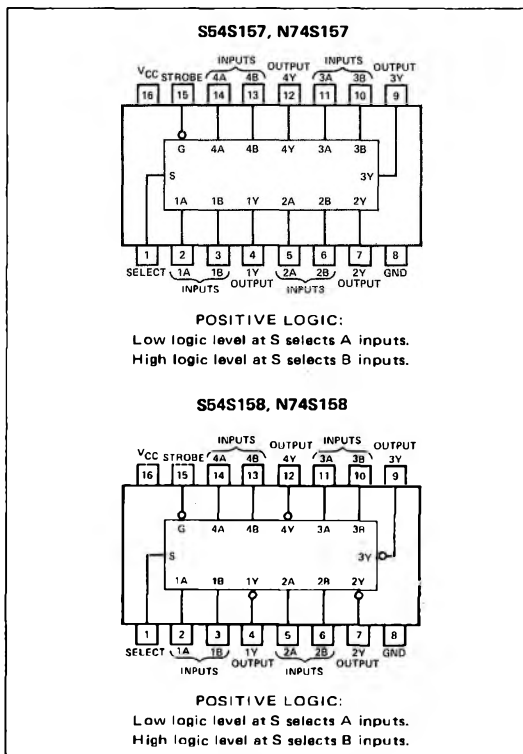 S54S157, N74S157
INPUTS OUTPUT INPUTS OUTPUT
VCC STROBE 4A 4B 4Y 3A 3B 3Y
16 15 14 13 12 11 10 9
G 4A 4B 4Y 3A 3B
S 3Y
1A 1B 1Y 2A 2B 2Y
1 2 3 4 5 6 7 8
SELECT 1A 1B 1Y 2A 2B 2Y GND
INPUTS OUTPUT INPUTS OUTPUT
POSITIVE LOGIC:
Low logic level at S selects A inputs.
High logic level at S selects B inputs.
S54S158, N74S158
INPUTS OUTPUT INPUTS OUTPUT
VCC STROBE 4A 4B 4Y 3A 3B 3Y
16 15 14 13 12 11 10 9
G 4A 4B 4Y 3A 3B
S 3Y
1A 1B 1Y 2A 2B 2Y
1 2 3 4 5 6 7 8
SELECT 1A 1B 1Y 2A 2B 2Y GND
INPUTS OUTPUT INPUTS OUTPUT
POSITIVE LOGIC:
Low logic level at S selects A inputs.
High logic level at S selects B inputs.